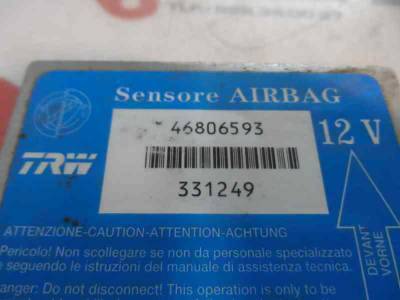 Sensore AIRBAG
46806593
12 V
TRW
331249
ATTENZIONE-CAUTION-ATTENTION-ACHTUNG
DEVANT
VORNE
Pericolo! Non scollegare se non da personale specializzato
e seguendo le istruzioni del manuale di assistenza tecnica.
anger: Do not disconnect! This operation is only to be